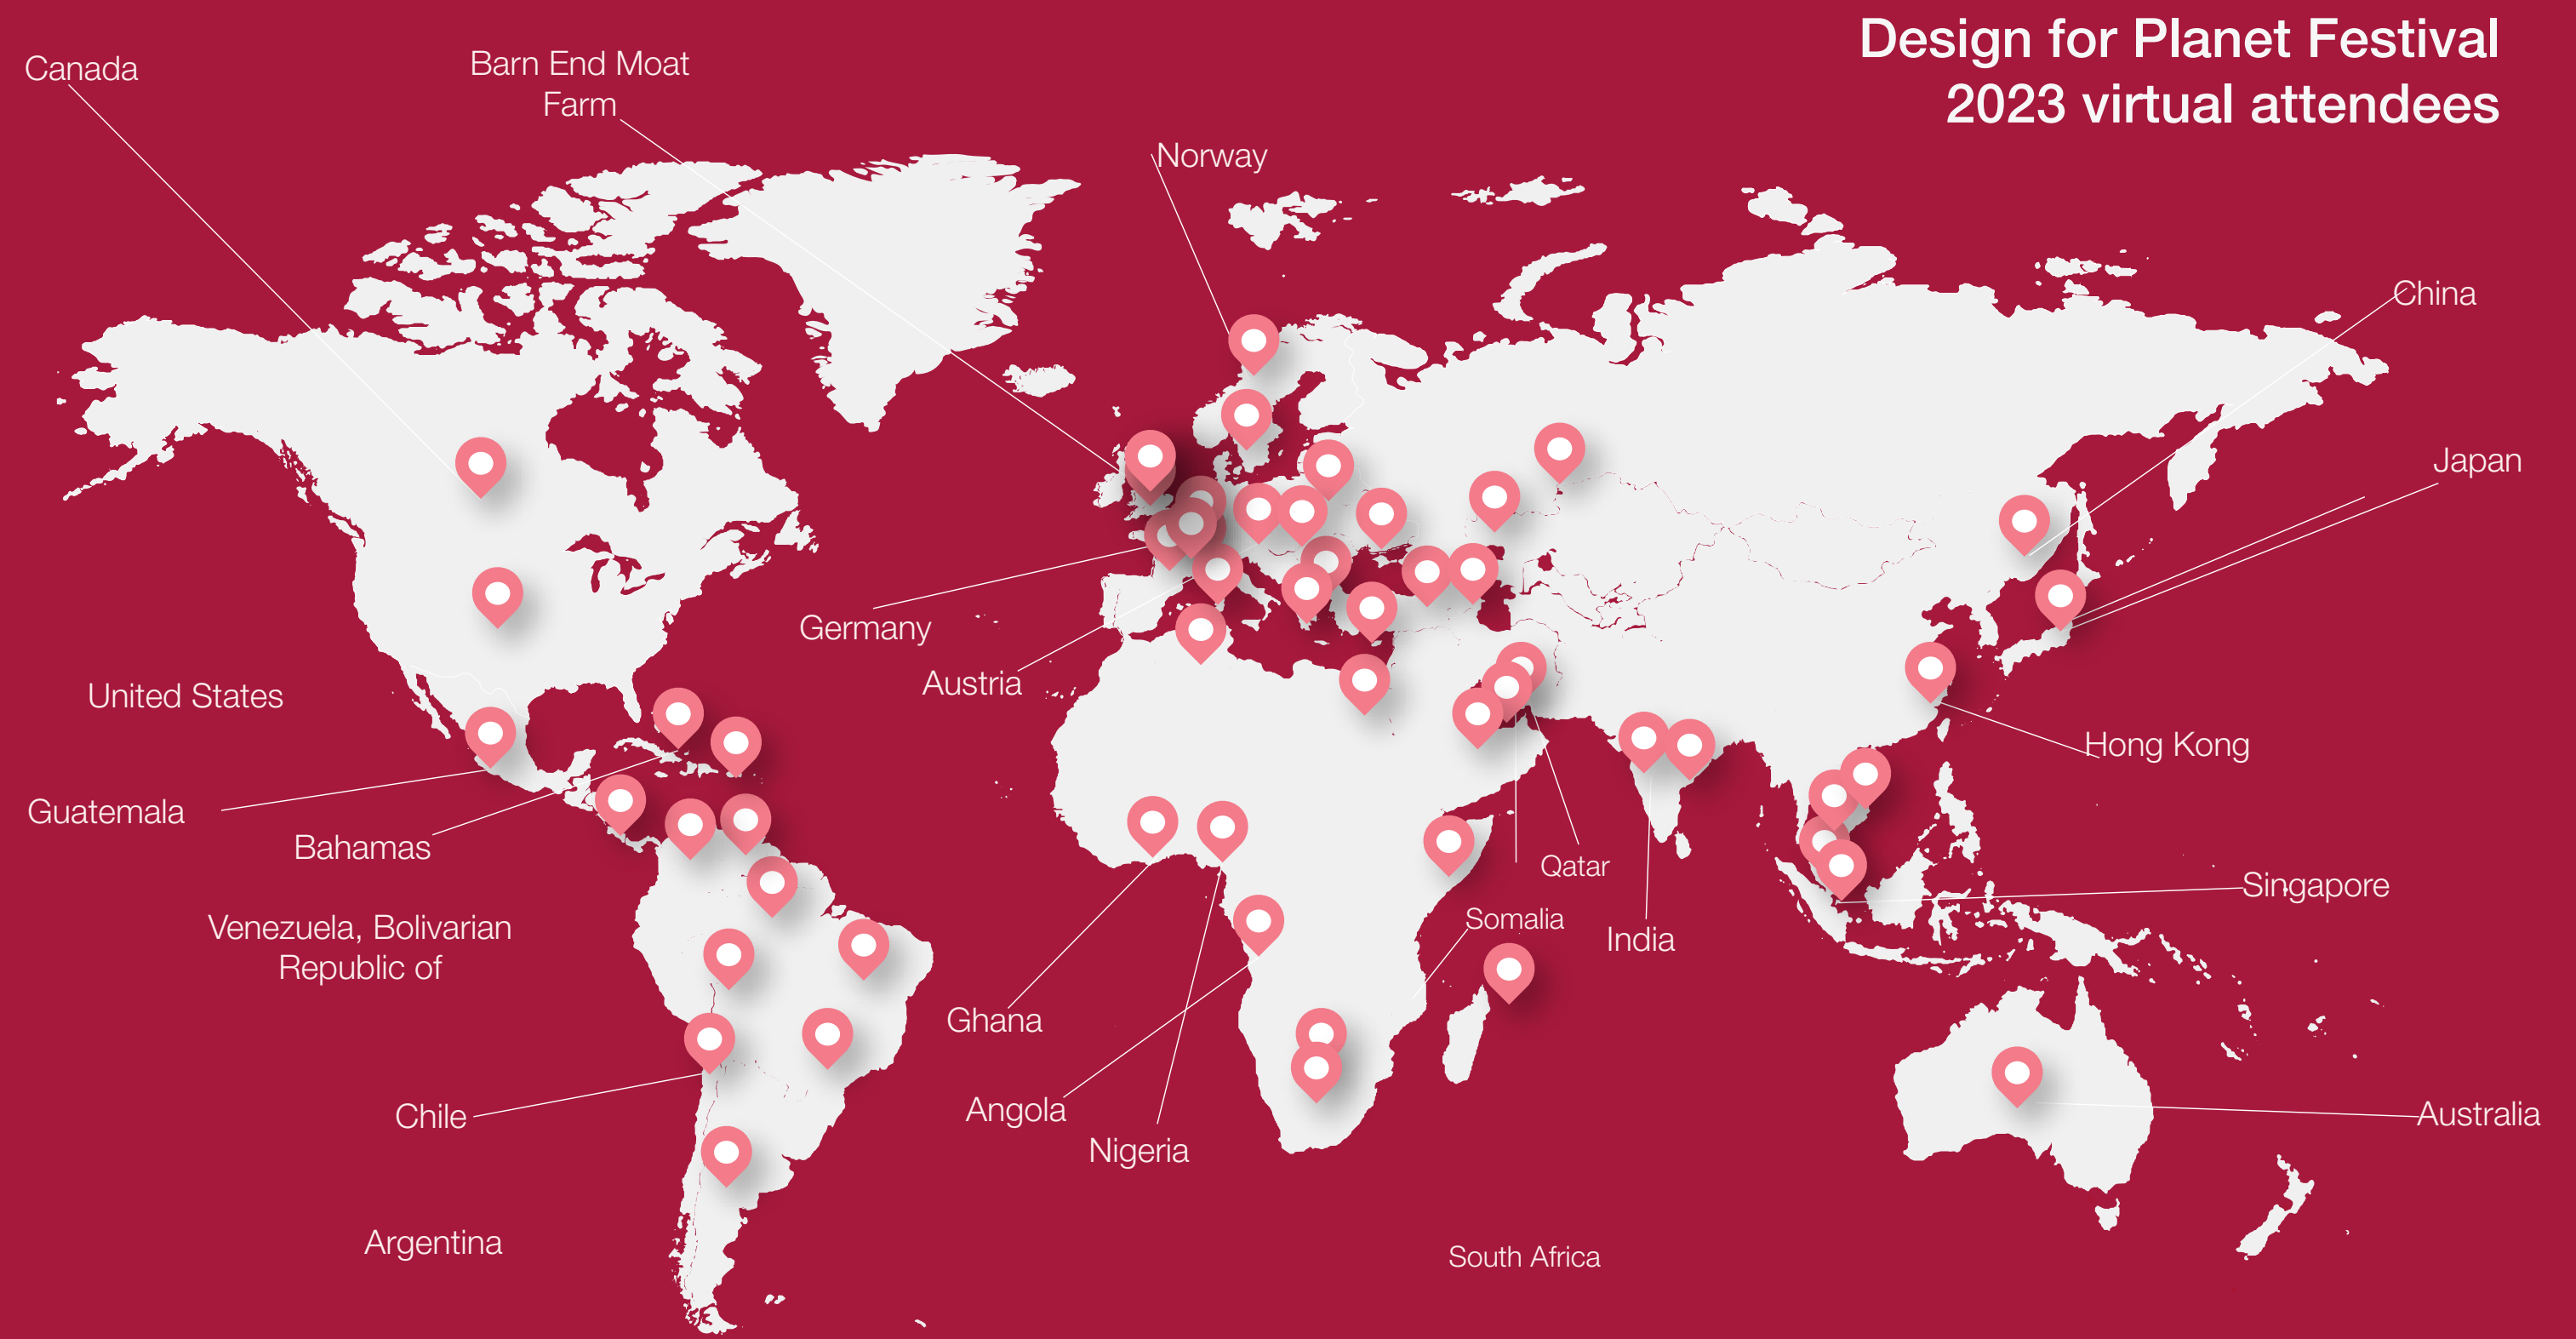 Design for Planet Festival
2023 virtual attendees
Canada
Barn End Moat
Farm
Norway
China
Japan
Germany
Austria
United States
Guatemala
Bahamas
Hong Kong
Qatar
Singapore
Somalia
India
Venezuela, Bolivarian
Republic of
Ghana
Angola
Nigeria
Chile
Australia
Argentina
South Africa